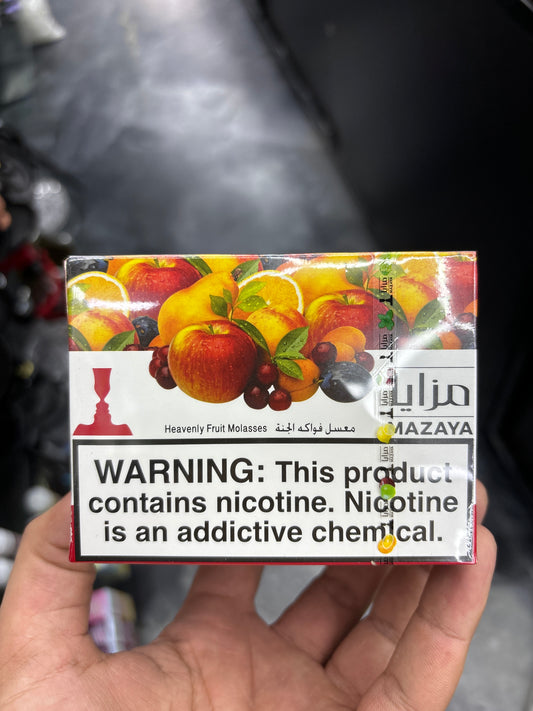 Heavenly Fruit Molasses معسل فواكه الجنة
مزايا
MAZAYA
WARNING: This product
contains nicotine. Nicotine
is an addictive chemical.